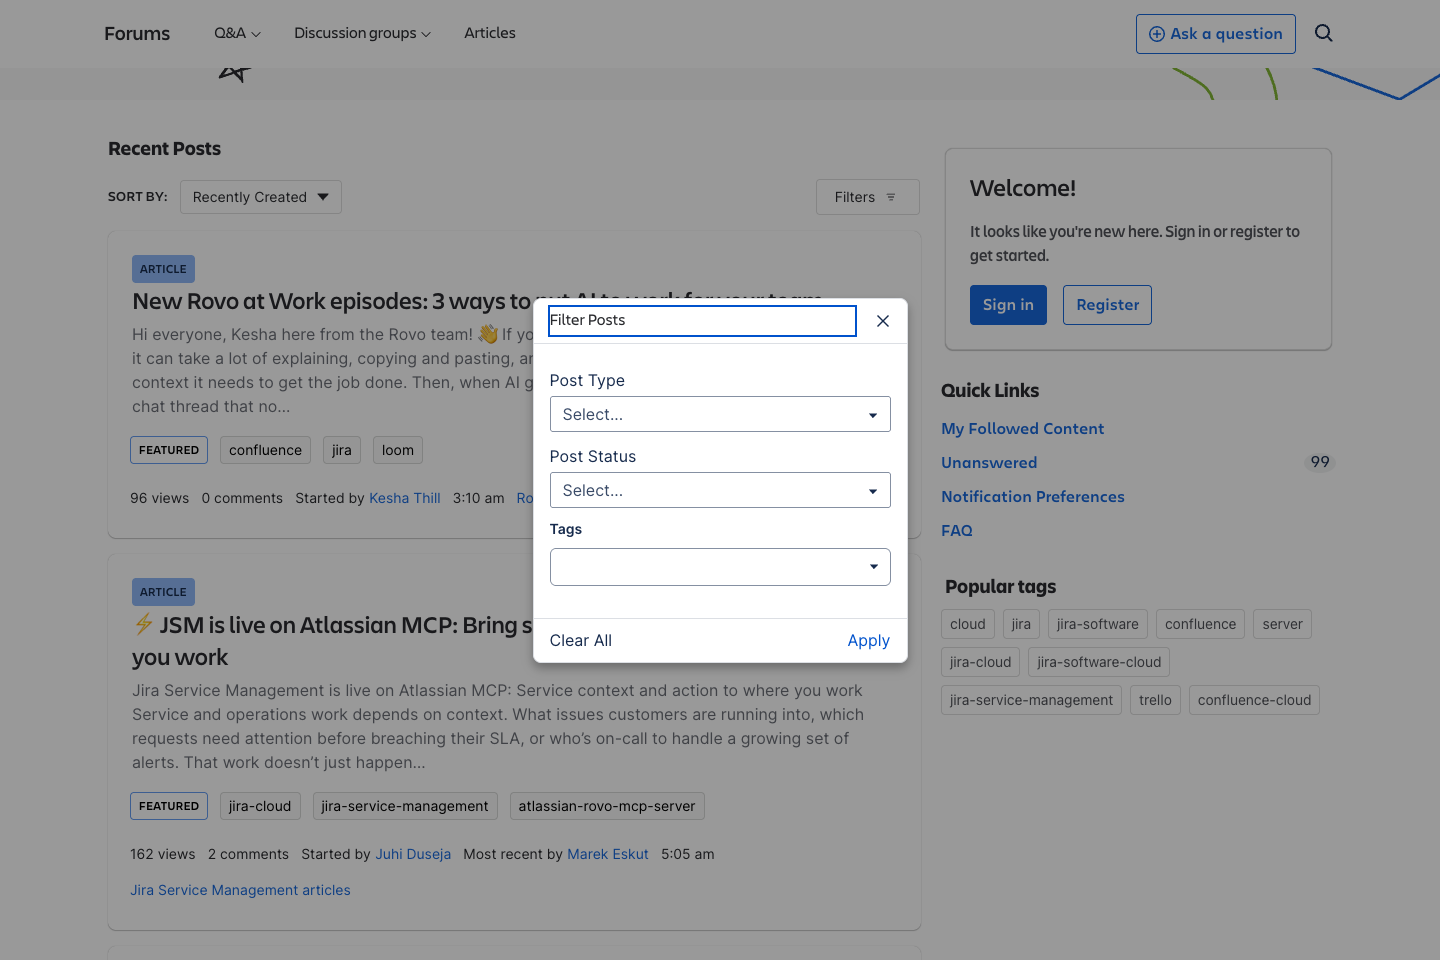 Forums
Q&A
Discussion groups
Articles
Ask a question
Recent Posts
SORT BY:
Recently Created
Filters
ARTICLE
New Rovo at Work episodes: 3 ways to put AI to work for your team
Hi everyone, Kesha here from the Rovo team! 👋 If yo
it can take a lot of explaining, copying and pasting, a
context it needs to get the job done. Then, when AI g
chat thread that no...
FEATURED
confluence
jira
loom
96 views
0 comments
Started by Kesha Thill
3:10 am
Ro
ARTICLE
⚡ JSM is live on Atlassian MCP: Bring s
you work
Jira Service Management is live on Atlassian MCP: Service context and action to where you work
Service and operations work depends on context. What issues customers are running into, which
requests need attention before breaching their SLA, or who's on-call to handle a growing set of
alerts. That work doesn't just happen...
FEATURED
jira-cloud
jira-service-management
atlassian-rovo-mcp-server
162 views
2 comments
Started by Juhi Duseja
Most recent by Marek Eskut
5:05 am
Jira Service Management articles
Filter Posts
Post Type
Select...
Post Status
Select...
Tags
Clear All
Apply
Welcome!
It looks like you're new here. Sign in or register to
get started.
Sign in
Register
Quick Links
My Followed Content
Unanswered
99
Notification Preferences
FAQ
Popular tags
cloud
jira
jira-software
confluence
server
jira-cloud
jira-software-cloud
jira-service-management
trello
confluence-cloud